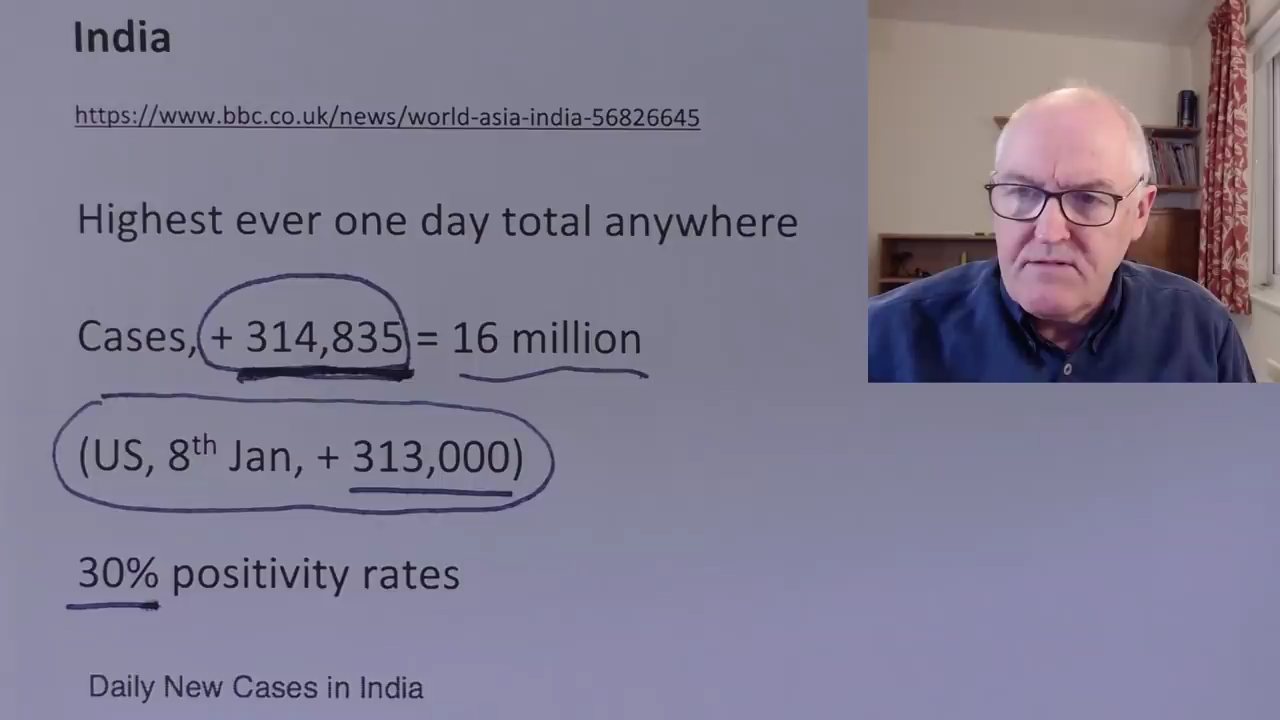 India
https://www.bbc.co.uk/news/world-asia-india-56826645
Highest ever one day total anywhere
Cases, + 314,835 = 16 million
(US, 8th Jan, + 313,000)
30% positivity rates
Daily New Cases in India